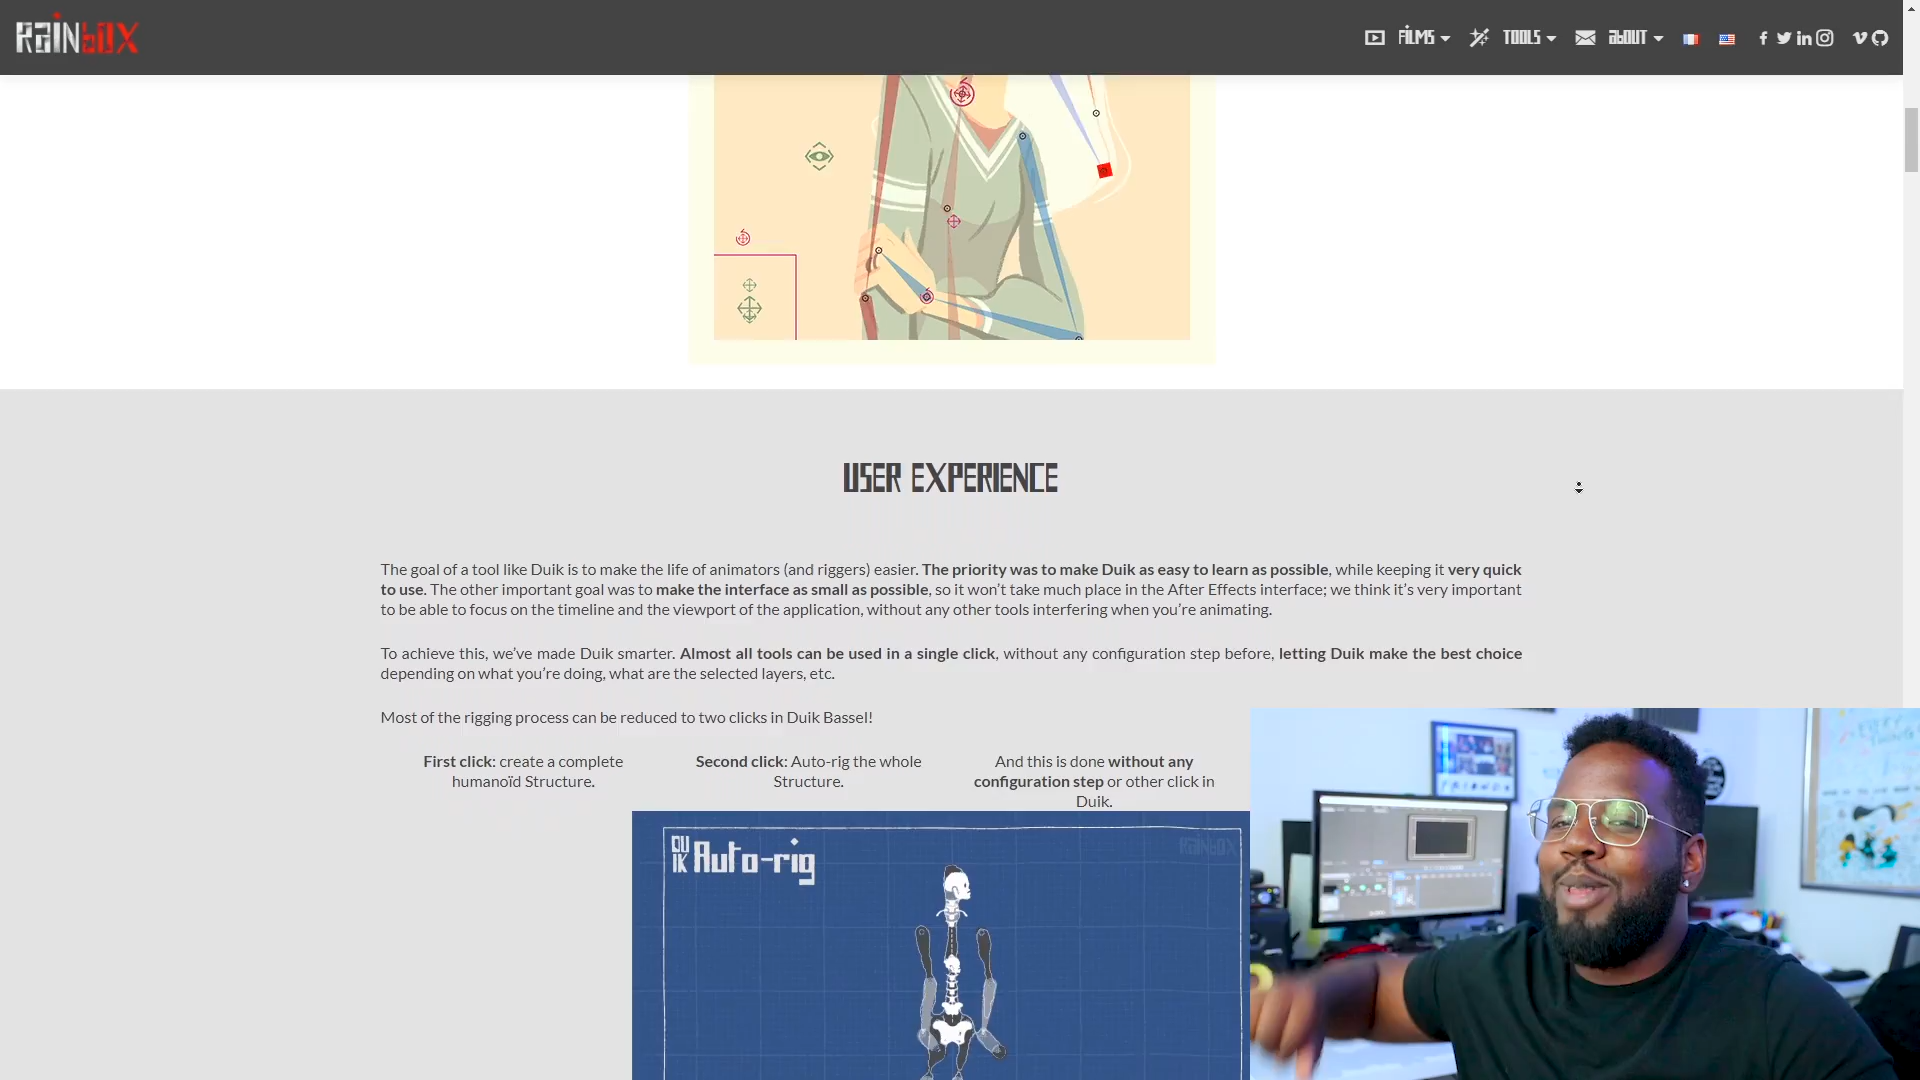 RAINBOX
FILMS
TOOLS
ABOUT
USER EXPERIENCE
The goal of a tool like Duik is to make the life of animators (and riggers) easier. The priority was to make Duik as easy to learn as possible, while keeping it very quick
to use. The other important goal was to make the interface as small as possible, so it won’t take much place in the After Effects interface; we think it’s very important
to be able to focus on the timeline and the viewport of the application, without any other tools interfering when you’re animating.
To achieve this, we’ve made Duik smarter. Almost all tools can be used in a single click, without any configuration step before, letting Duik make the best choice
depending on what you’re doing, what are the selected layers, etc.
Most of the rigging process can be reduced to two clicks in Duik Bassel!
First click: create a complete
humanoïd Structure.
Second click: Auto-rig the whole
Structure.
And this is done without any
configuration step or other click in
Duik.
DUIK Auto-rig
RAINBOX
FRIENDS